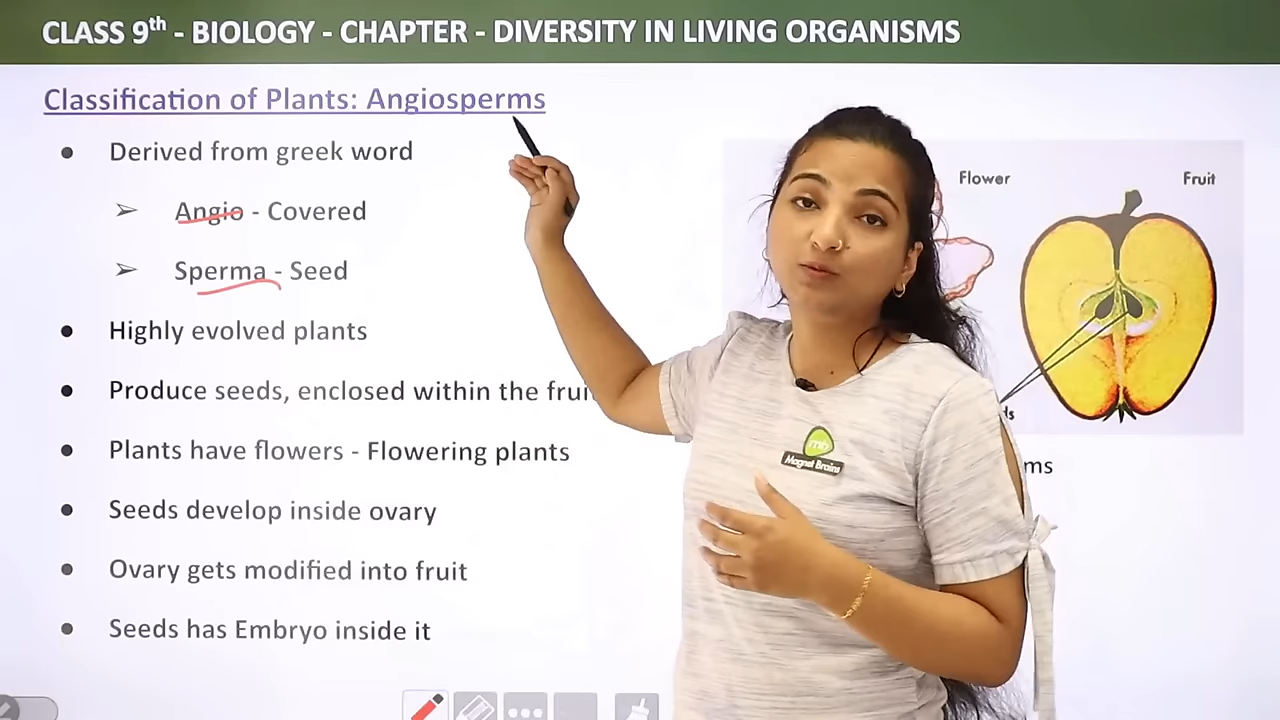 CLASS 9th - BIOLOGY - CHAPTER - DIVERSITY IN LIVING ORGANISMS
Classification of Plants: Angiosperms
● Derived from greek word
➢ Angio - Covered
➢ Sperma - Seed
● Highly evolved plants
● Produce seeds, enclosed within the
● Plants have flowers - Flowering plants
● Seeds develop inside ovary
● Ovary gets modified into fruit
● Seeds has Embryo inside it
Flower
Fruit
mb
Magnet Brains